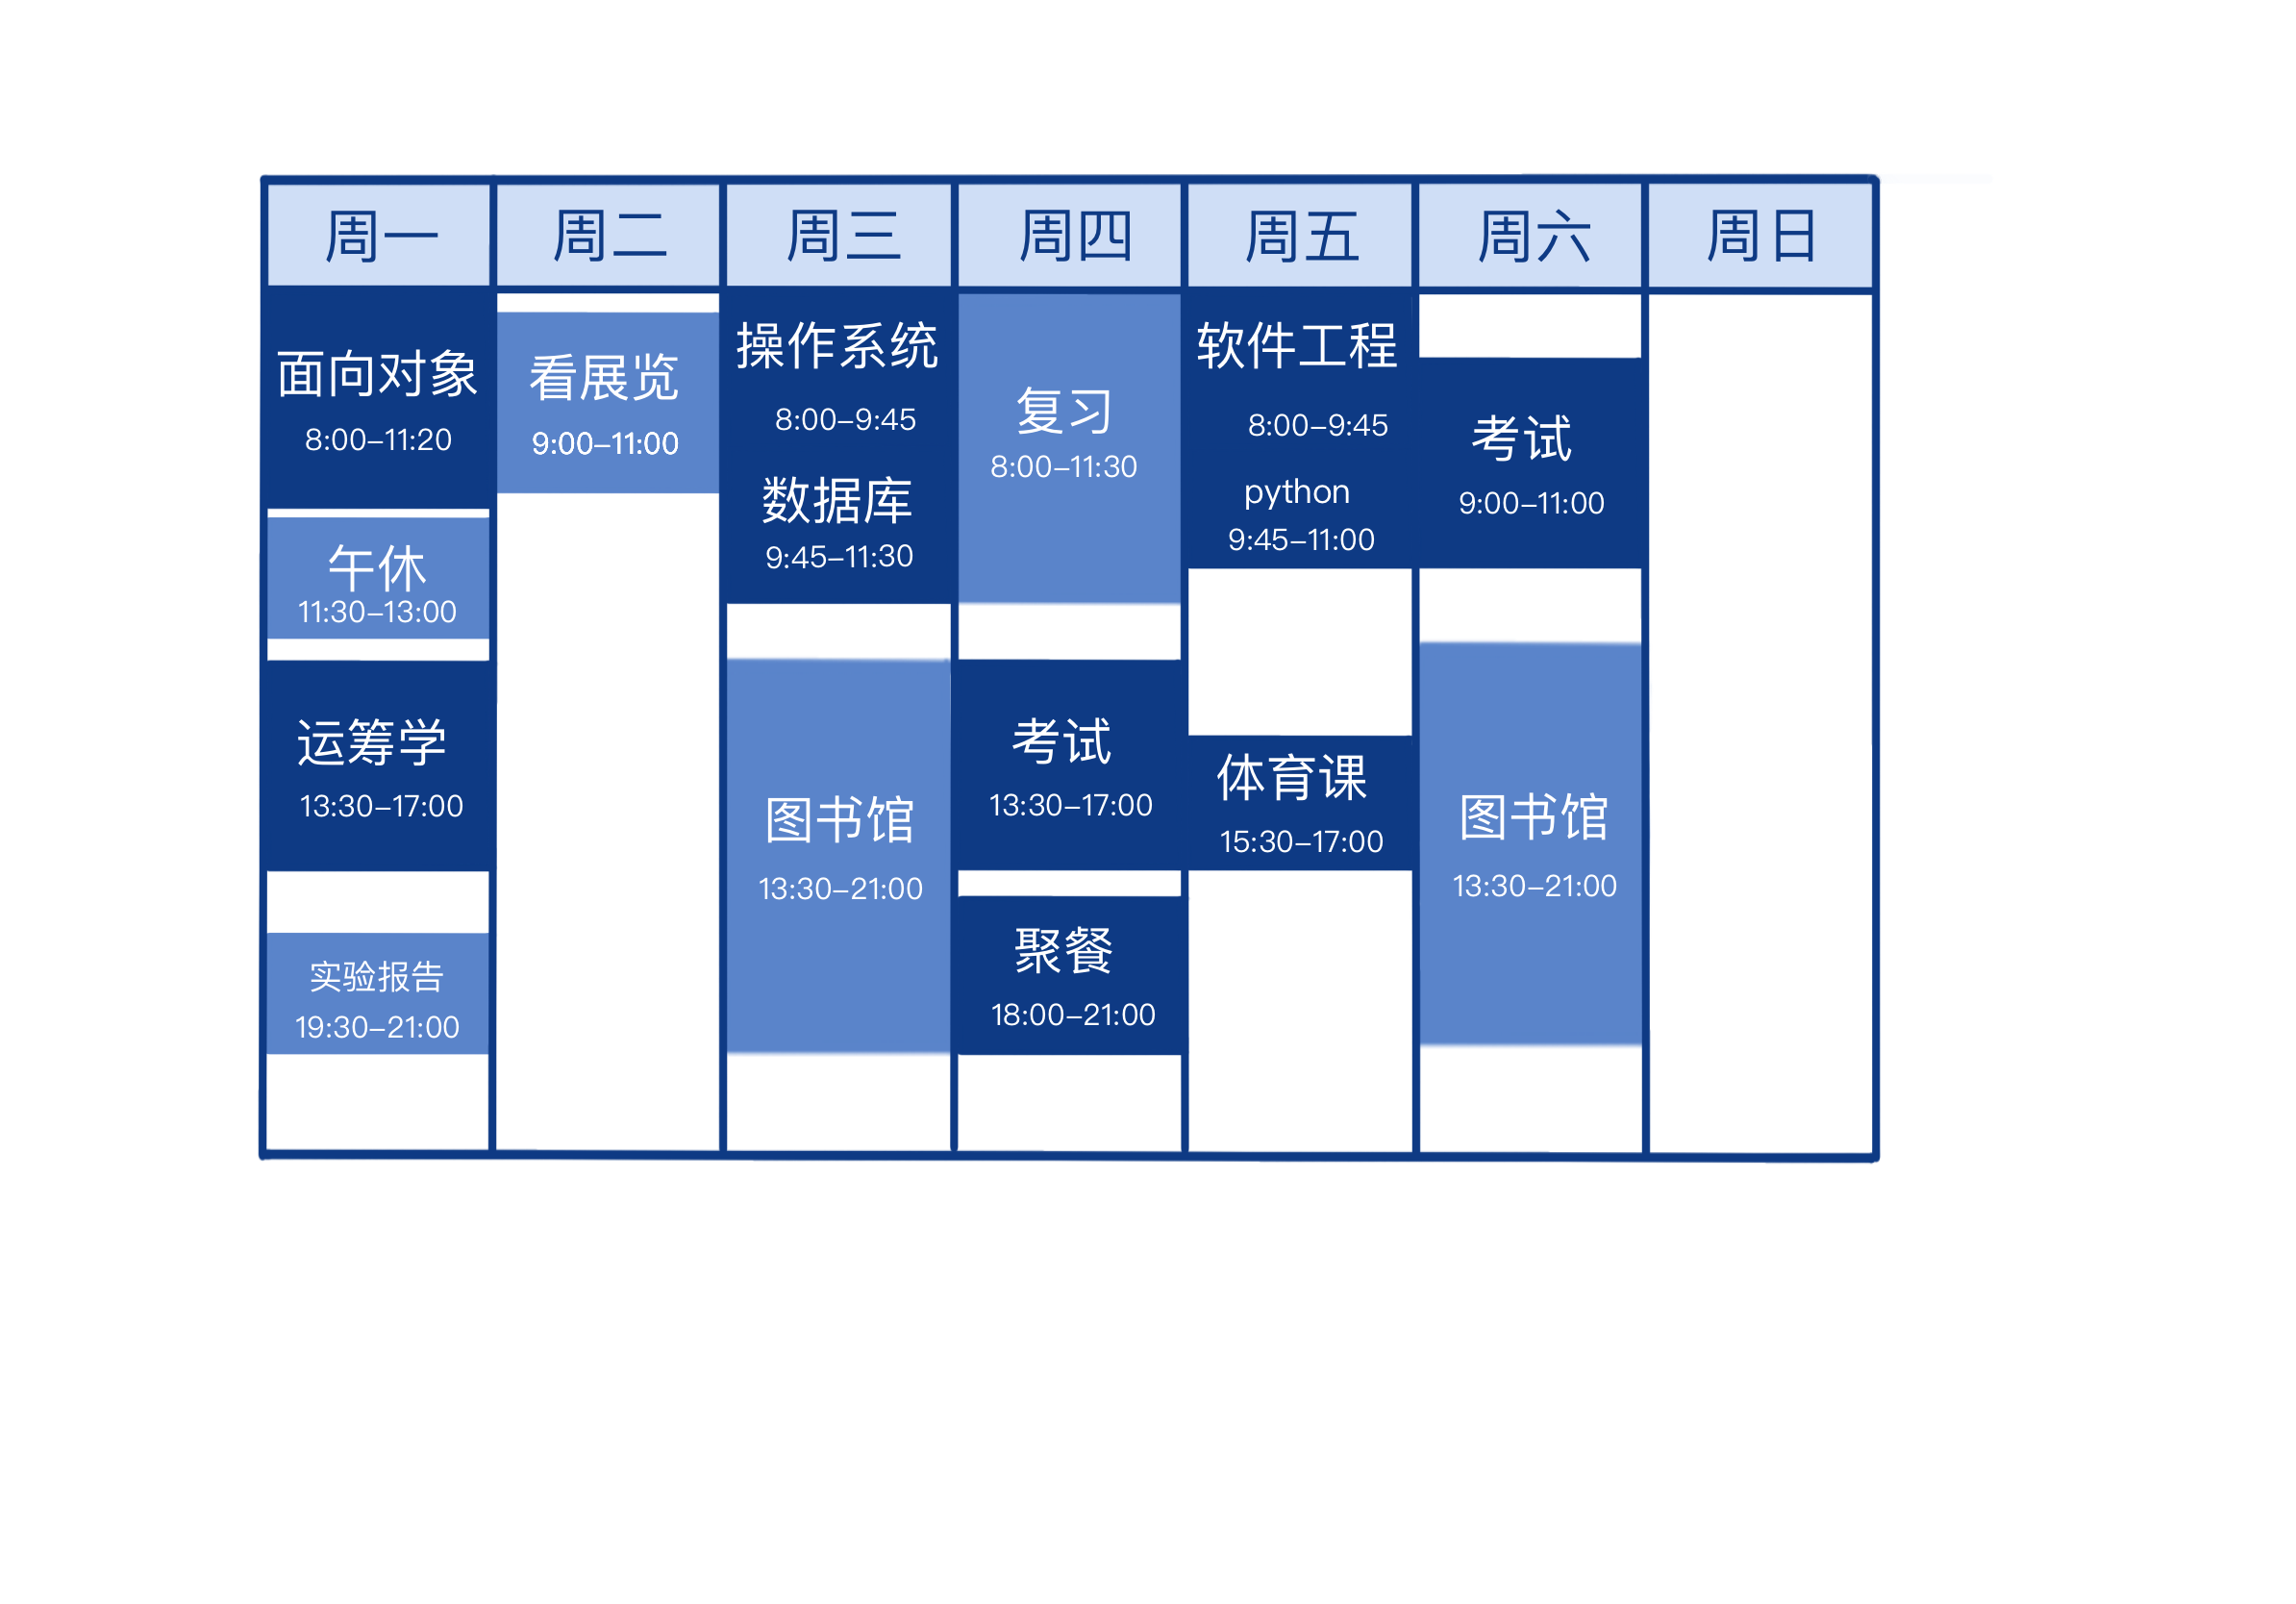 周一
周二
周三
周四
周五
周六
周日
面向对象
8:00–11:20
午休
11:30–13:00
运筹学
13:30–17:00
实验报告
19:30–21:00
看展览
9:00–11:00
操作系统
8:00–9:45
数据库
9:45–11:30
图书馆
13:30–21:00
复习
8:00–11:30
考试
13:30–17:00
聚餐
18:00–21:00
软件工程
8:00–9:45
python
9:45–11:00
体育课
15:30–17:00
考试
9:00–11:00
图书馆
13:30–21:00